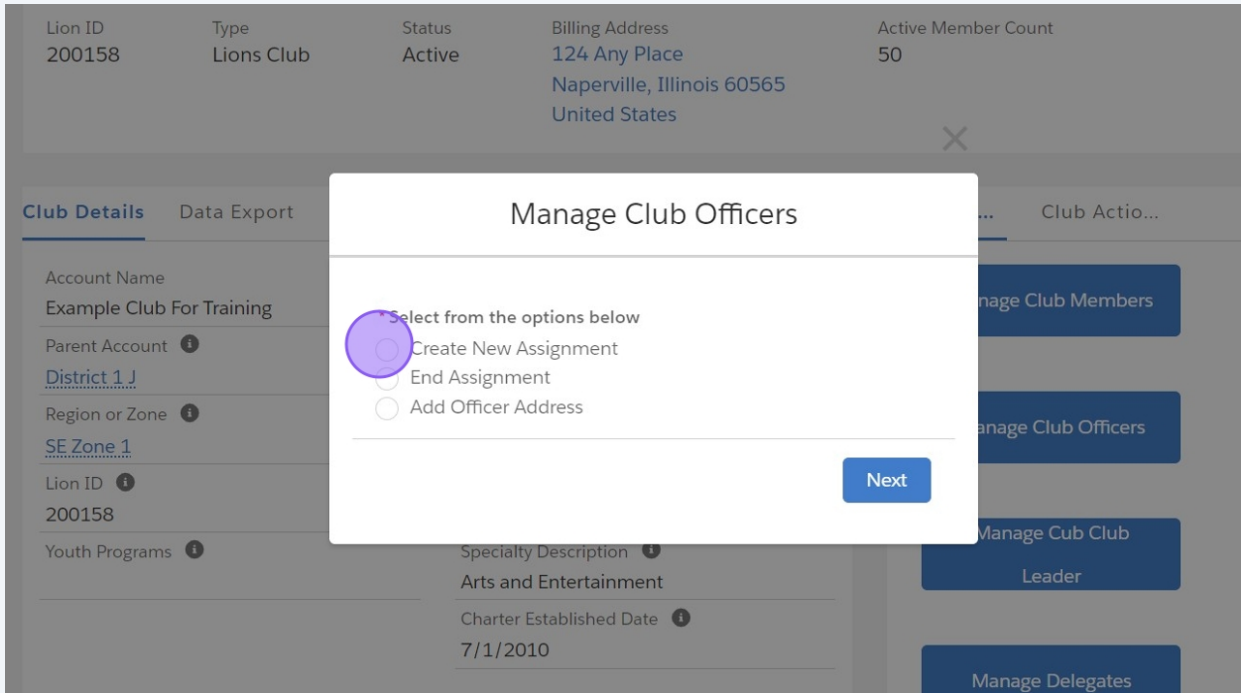 Lion ID
200158
Type
Lions Club
Status
Active
Billing Address
124 Any Place
Naperville, Illinois 60565
United States
Active Member Count
50
Club Details
Data Export
...
Club Actio...
Account Name
Example Club For Training
Parent Account
District 1 J
Region or Zone
SE Zone 1
Lion ID
200158
Youth Programs
Specialty Description
Arts and Entertainment
Charter Established Date
7/1/2010
Manage Club Officers
* Select from the options below
Create New Assignment
End Assignment
Add Officer Address
Next
nage Club Members
anage Club Officers
Manage Cub Club
Leader
Manage Delegates